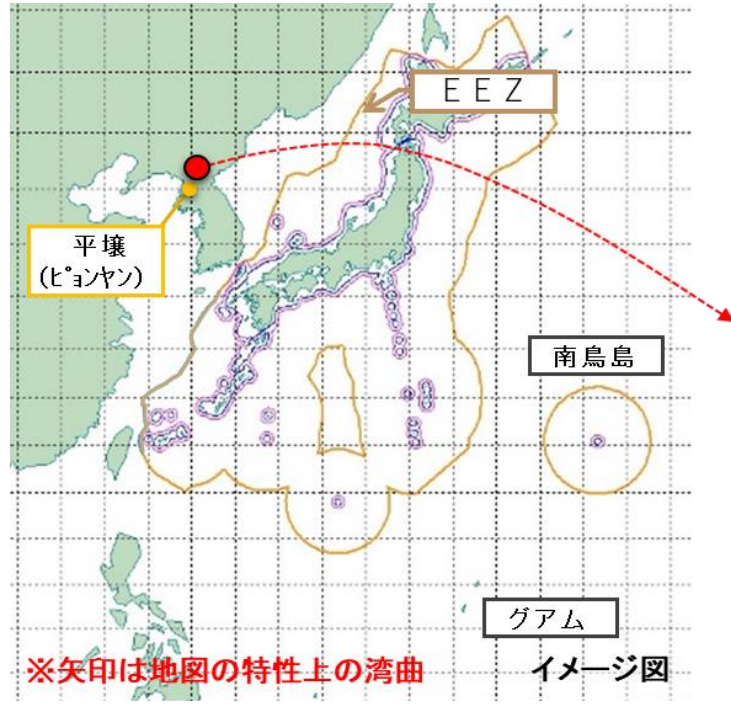 ＥＥＺ
平壌
(ﾋﾟｮﾝﾔﾝ)
南鳥島
グアム
※矢印は地図の特性上の湾曲
イメージ図